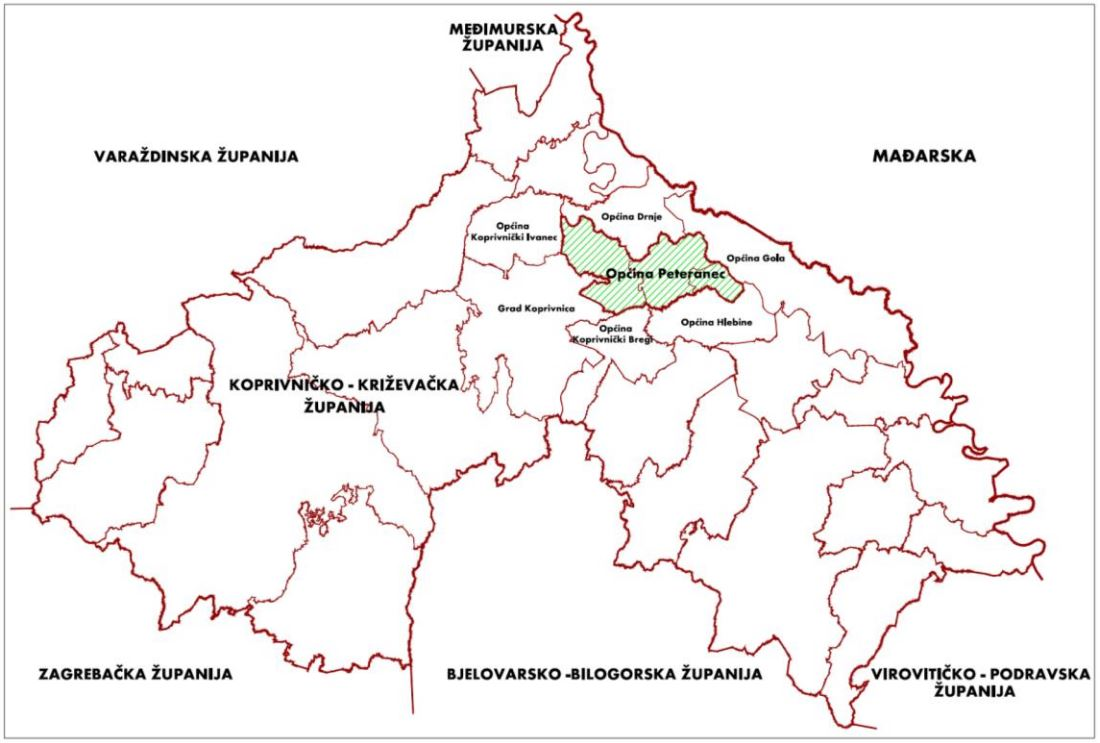 MEĐIMURSKA
ŽUPANIJA
VARAŽDINSKA ŽUPANIJA
MAĐARSKA
Općina Drnje
Općina
Koprivnički Ivanec
Općina Gola
Općina Peteranec
Grad Koprivnica
Općina Hlebine
Općina
Koprivnički Bregi
KOPRIVNIČKO - KRIŽEVAČKA
ŽUPANIJA
ZAGREBAČKA ŽUPANIJA
BJELOVARSKO -BILOGORSKA ŽUPANIJA
VIROVITIČKO - PODRAVSKA
ŽUPANIJA